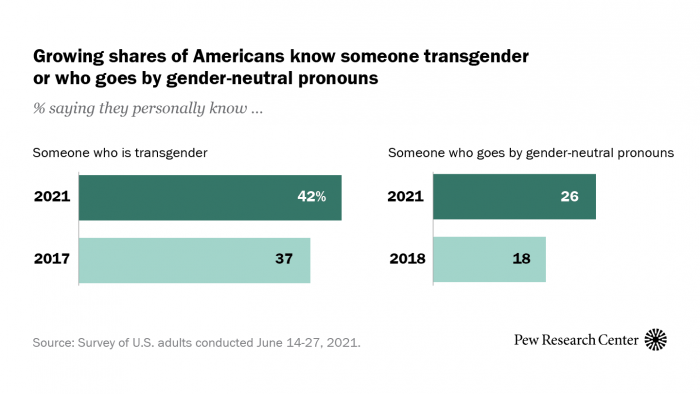 Growing shares of Americans know someone transgender
or who goes by gender-neutral pronouns
% saying they personally know ...
Someone who is transgender
2021 42%
2017 37
Someone who goes by gender-neutral pronouns
2021 26
2018 18
Source: Survey of U.S. adults conducted June 14-27, 2021.
Pew Research Center